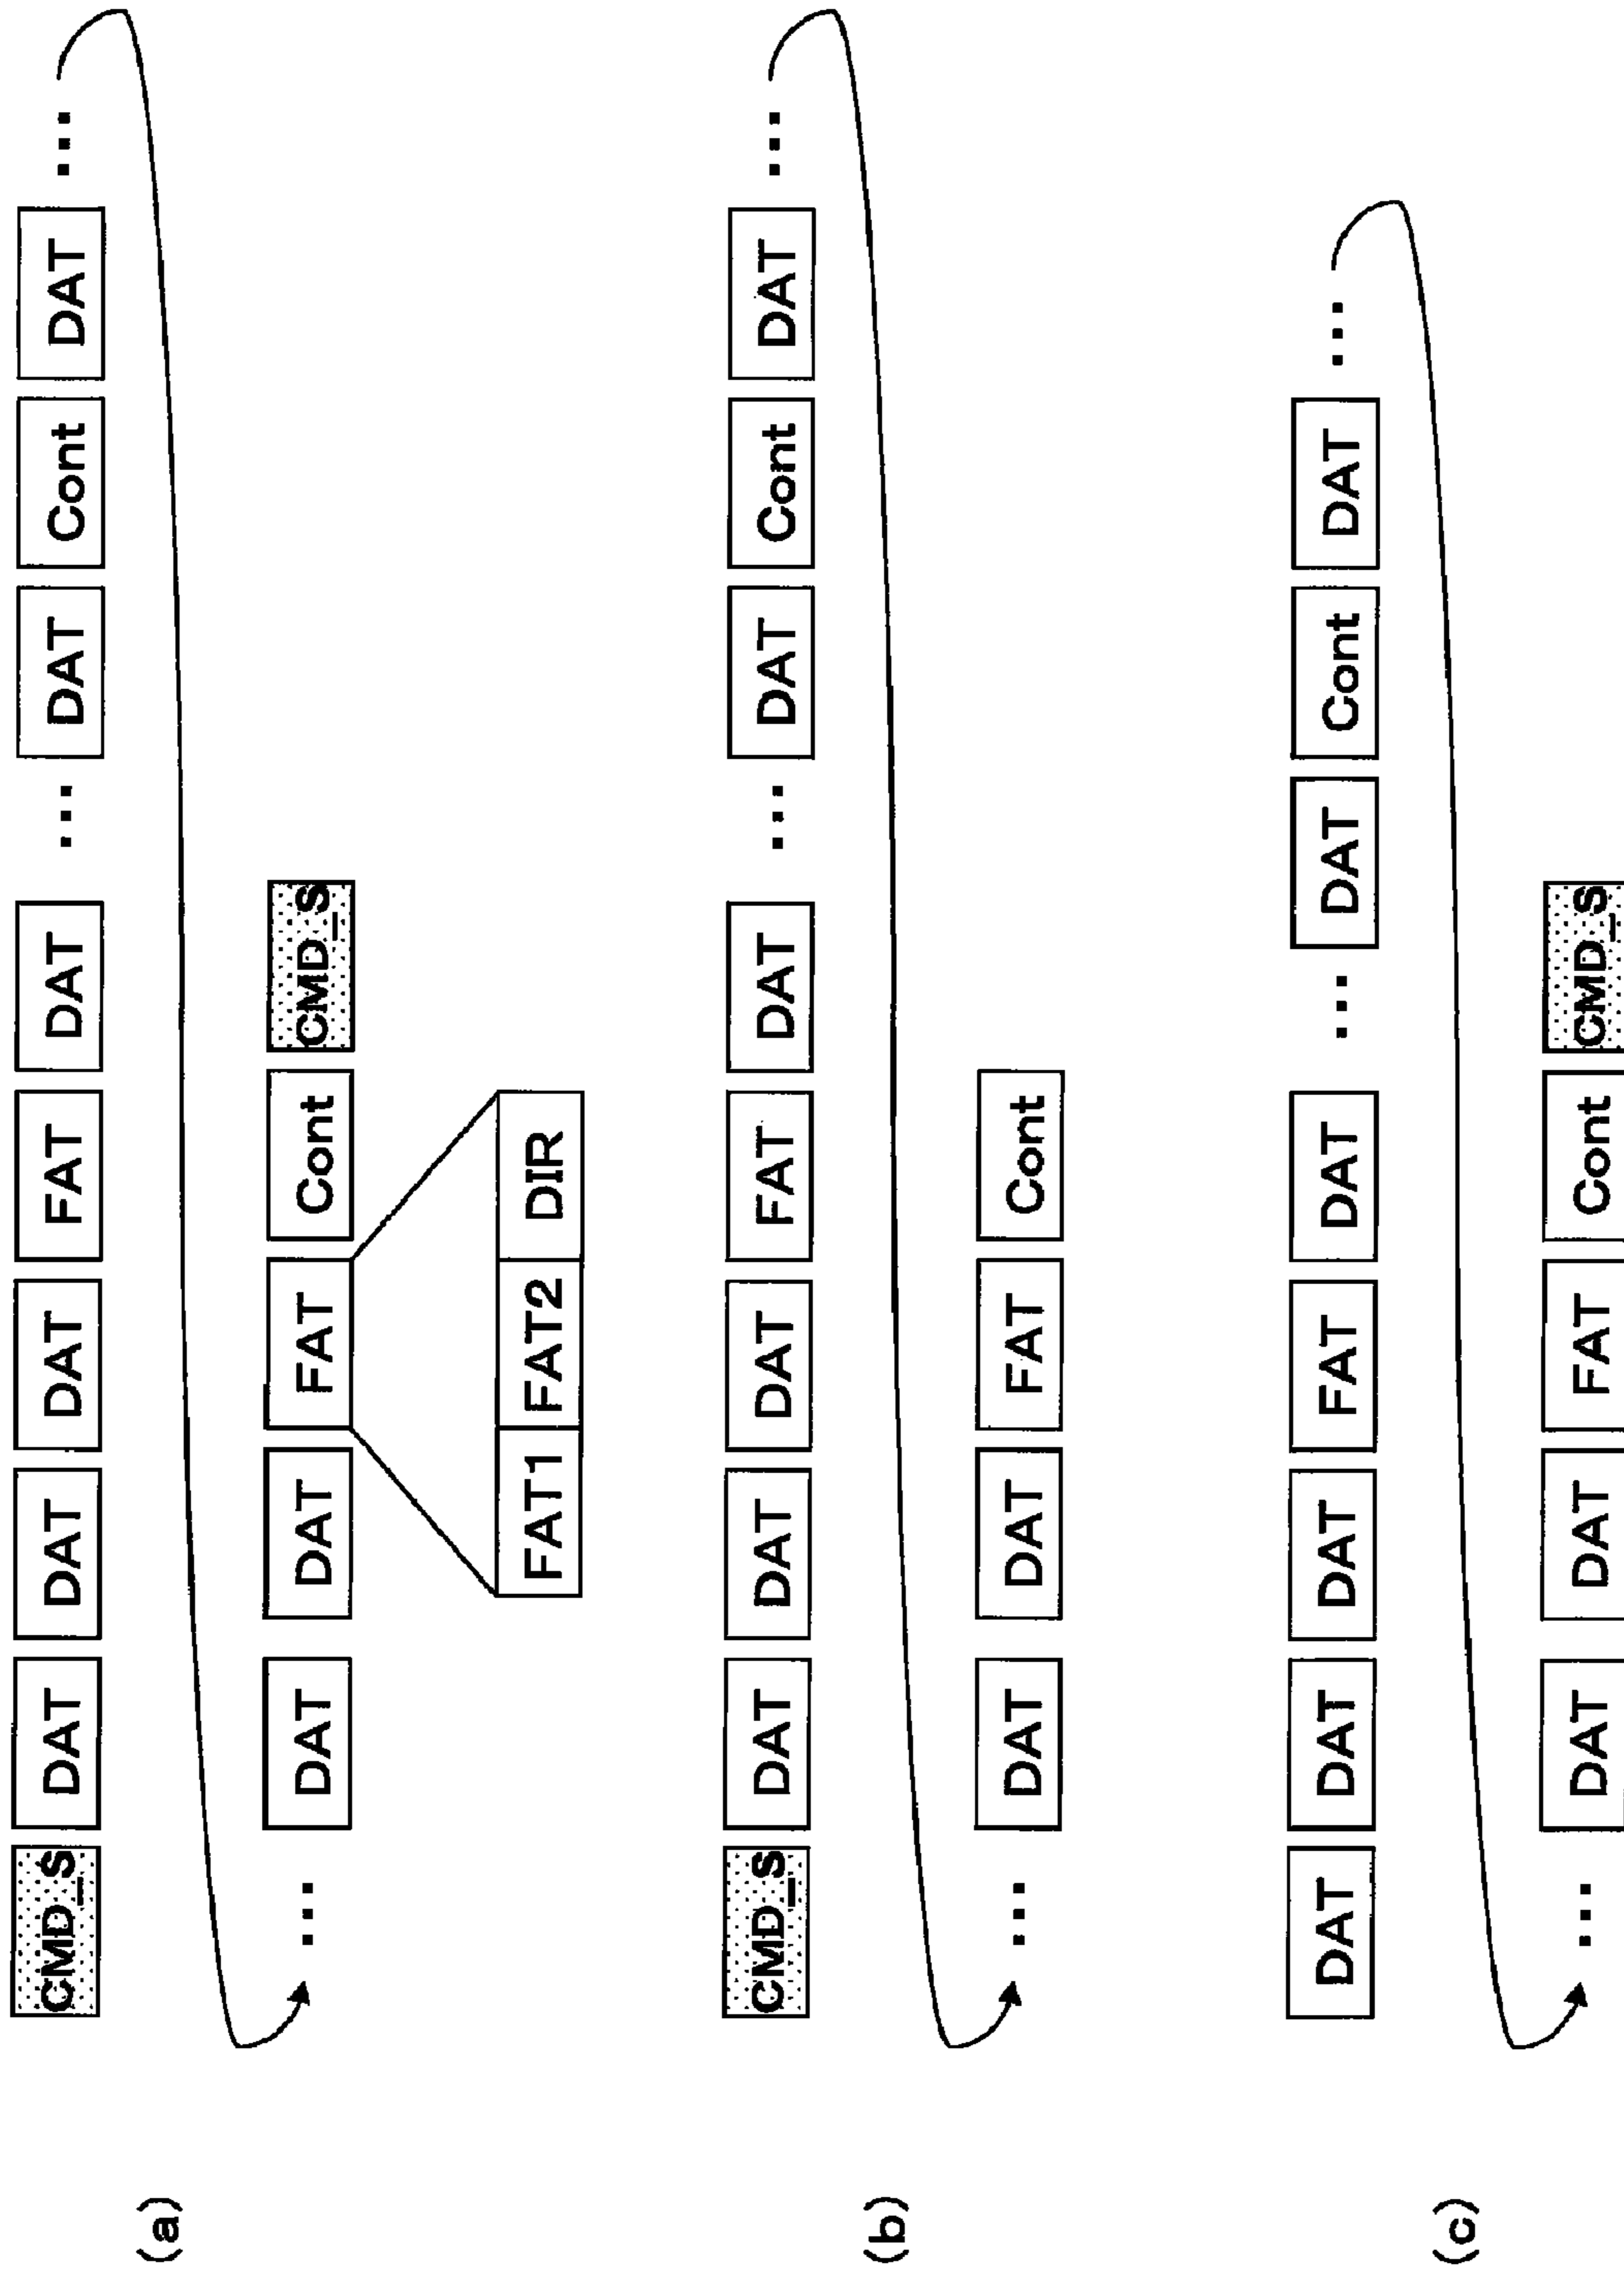 (a)
CMD_S DAT DAT DAT FAT DAT ... DAT Cont DAT ...
... DAT DAT FAT Cont CMD_S
FAT1 FAT2 DIR
(b)
CMD_S DAT DAT DAT FAT DAT ... DAT Cont DAT ...
... DAT DAT FAT Cont
(c)
DAT DAT DAT FAT DAT ... DAT Cont DAT ...
... DAT DAT FAT Cont CMD_S